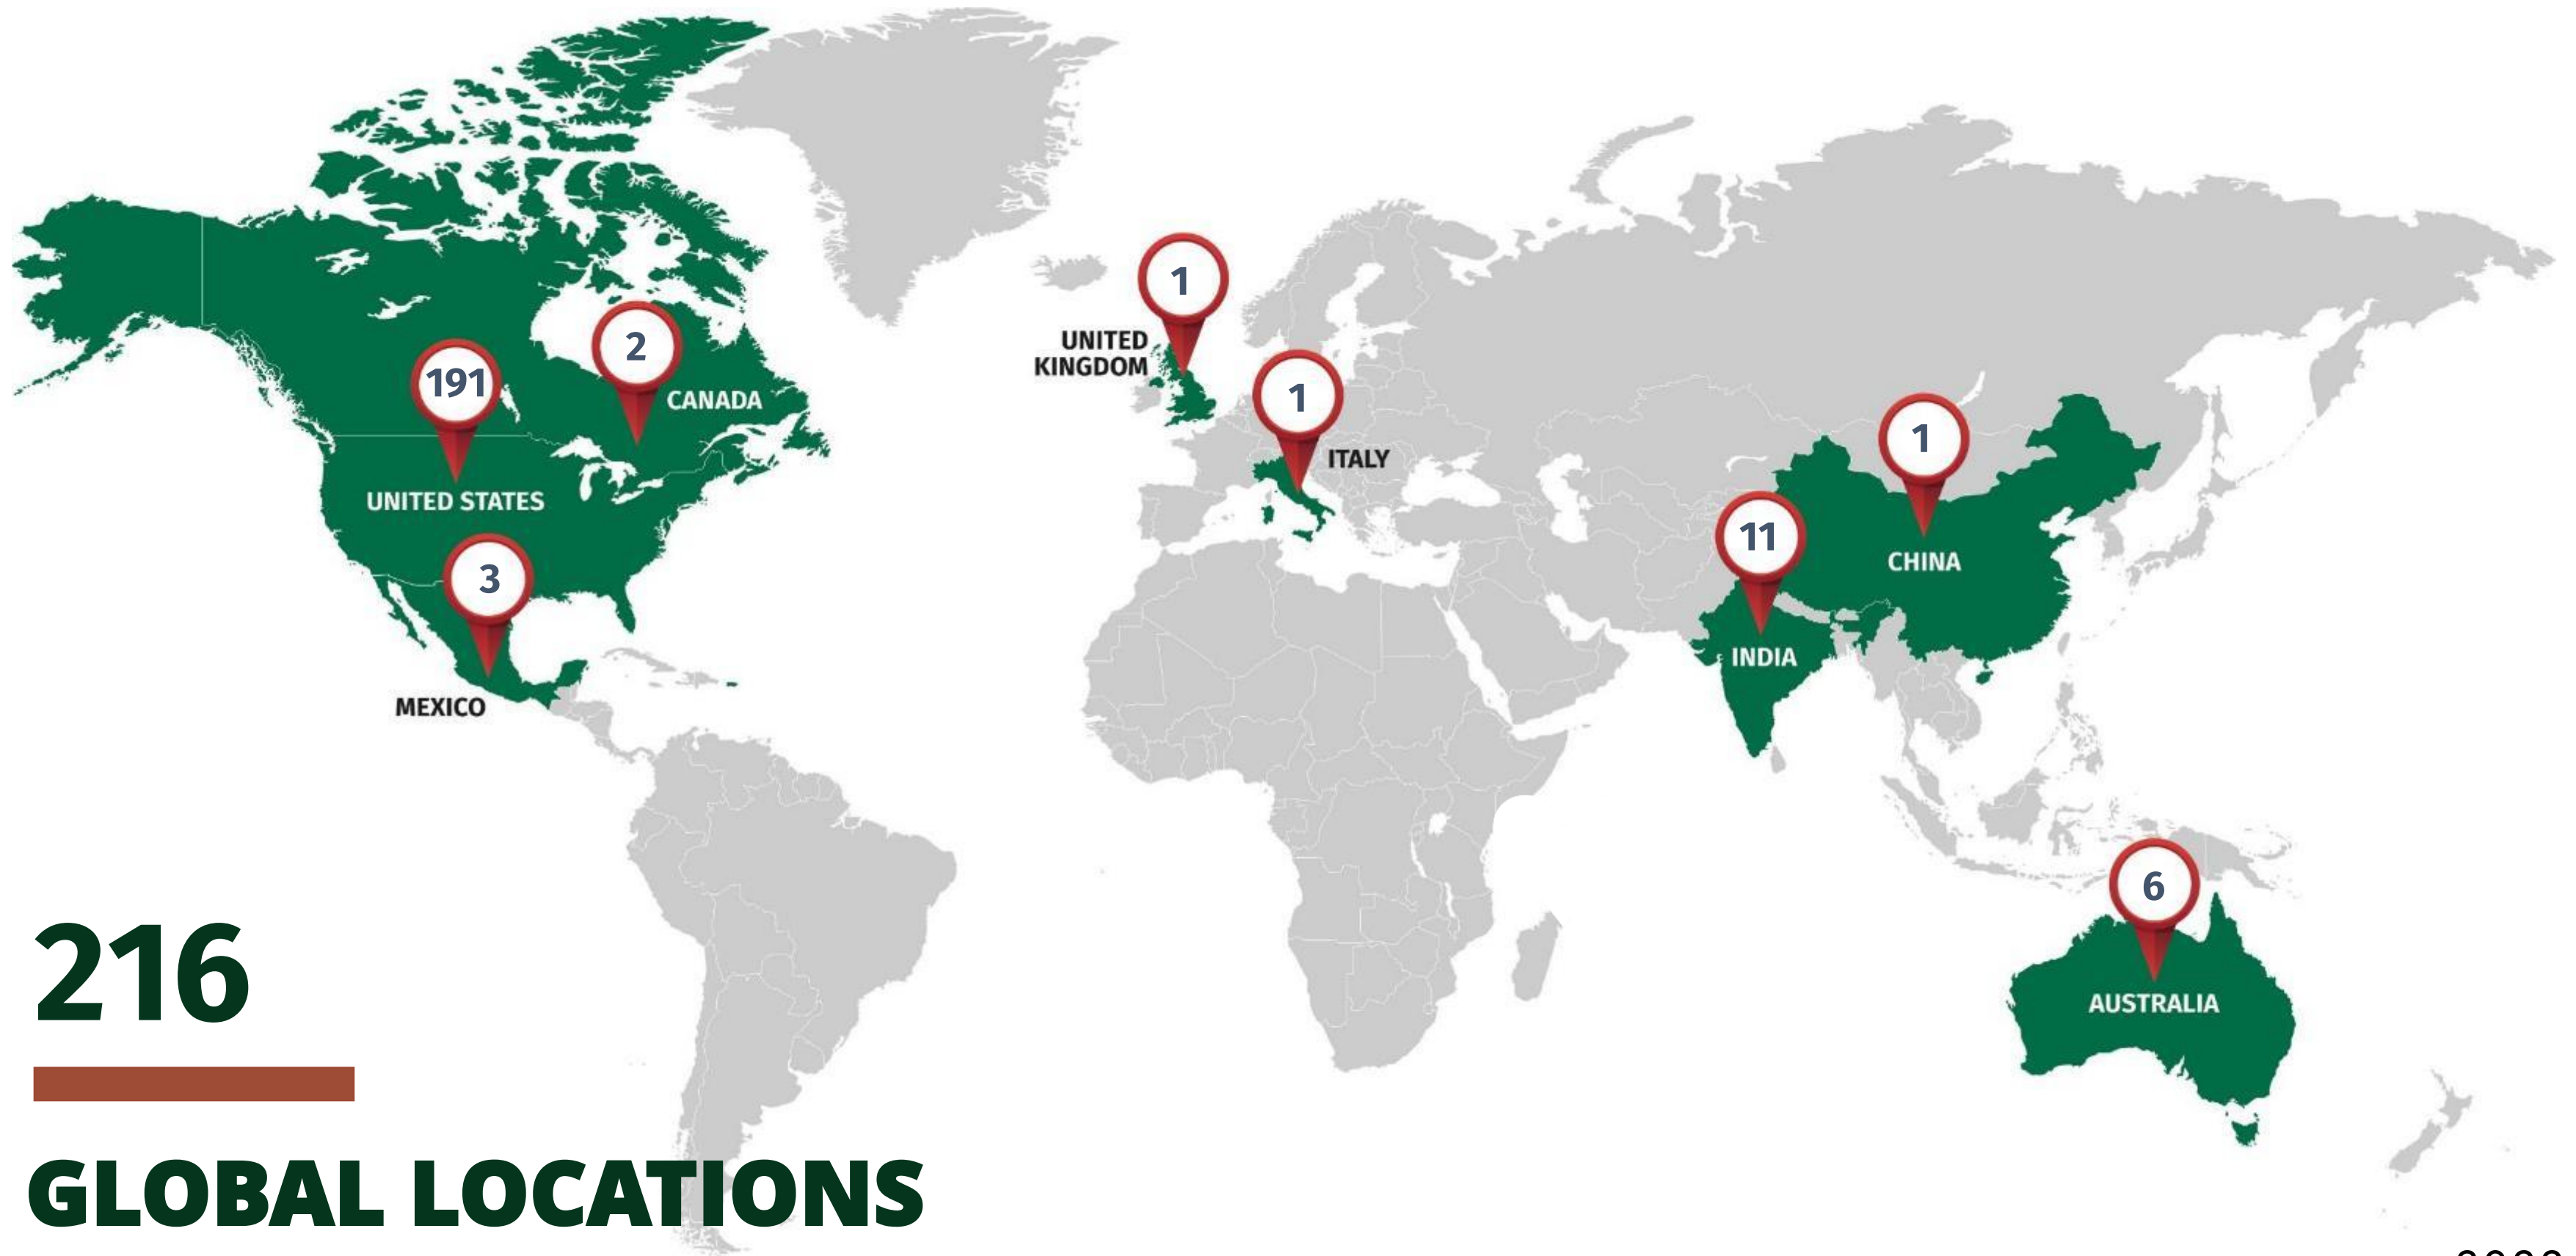 1
UNITED
KINGDOM
2
191
CANADA
1
ITALY
1
UNITED STATES
11
CHINA
3
INDIA
MEXICO
6
AUSTRALIA
216
GLOBAL LOCATIONS